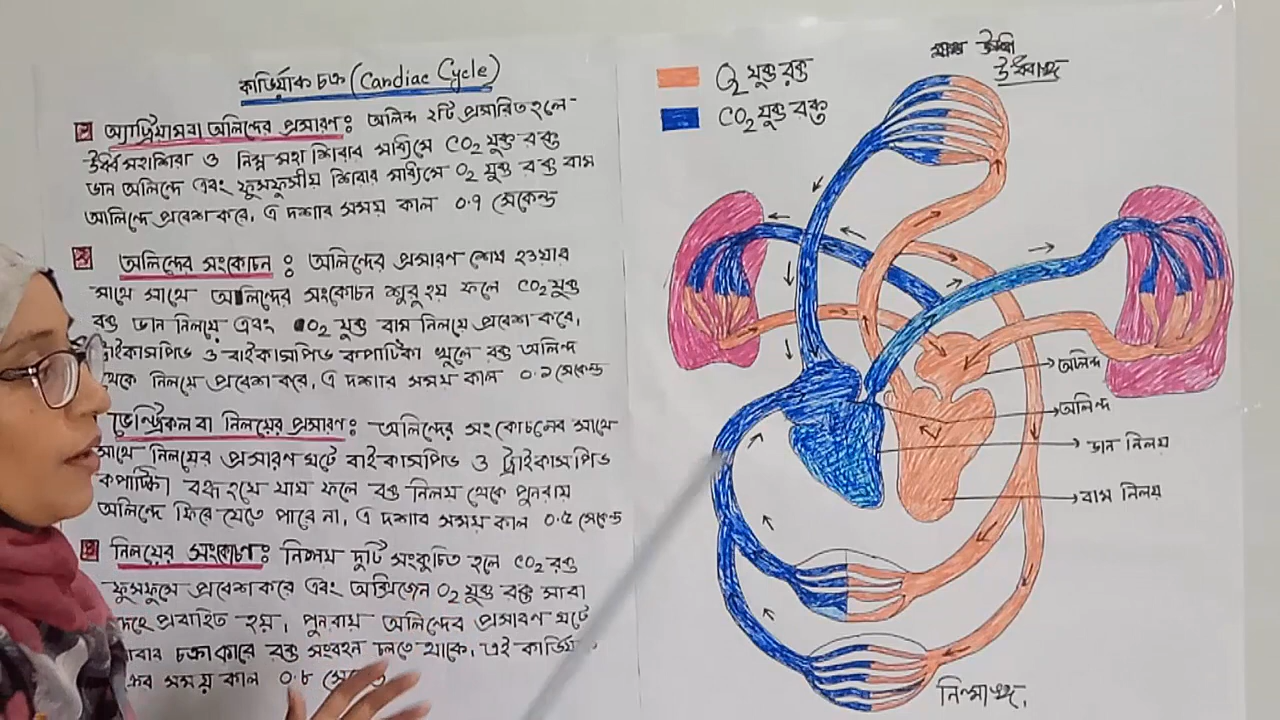 কার্ডিয়াক চক্র (Cardiac Cycle)
১ অ্যাট্রিয়াম বা অলিন্দের প্রসারণঃ অলিন্দ ২টি প্রসারিত হলে-
উর্ধ্ব মহাশিরা ও নিম্ন মহা শিরার মাধ্যমে CO2 যুক্ত রক্ত
ডান অলিন্দে এবং ফুসফুসীয় শিরার মাধ্যিমে O2 যুক্ত রক্ত বাম
অলিন্দে প্রবেশ করে, এ দশার সময় কাল ০.৭ সেকেন্ড
২ অলিন্দের সংকোচন : অলিন্দের প্রসারণ শেষ হওয়ার
সাথে সাথে অলিন্দের সংকোচন শুরু হয় ফলে CO2 যুক্ত
রক্ত ডান নিলয়ে এবং O2 যুক্ত বাম নিলয়ে প্রবেশ করে,
ট্রাইকাসপিড ও বাইকাসপিড কপাটিকা খুলে রক্ত অলিন্দ
থেকে নিলয়ে প্রবেশ করে, এ দশার সময় কাল ০.১ সেকেন্ড
৩ ভেন্ট্রিকল বা নিলয়ের প্রসারণঃ অলিন্দের সংকোচনের সাথে
সাথে নিলয়ের প্রসারণ ঘটে বাইকাসপিড ও ট্রাইকাসপিড
কপাটিকা বন্ধ হয়ে যায় ফলে রক্ত নিলয় থেকে পুনরায়
অলিন্দে ফিরে যেতে পারে না, এ দশার সময় কাল ০.৫ সেকেন্ড
৪ নিলয়ের সংকোচনঃ নিলয় দুটি সংকুচিত হলে CO2 রক্ত
ফুসফুসে প্রবেশ করে এবং অক্সিজেন O2 যুক্ত রক্ত সারা
দেহে প্রবাহিত হয়, পুনরায় অলিন্দের প্রসারণ ঘটে
চক্রাকারে রক্ত সংবহন চলতে থাকে, এই
সময় কাল ০.৮
O2 যুক্ত রক্ত
CO2 যুক্ত রক্ত
উর্ধ্বাঙ্গ
অলিন্দ
অলিন্দ
ডান নিলয়
বাম নিলয়
নিম্নাঙ্গ,